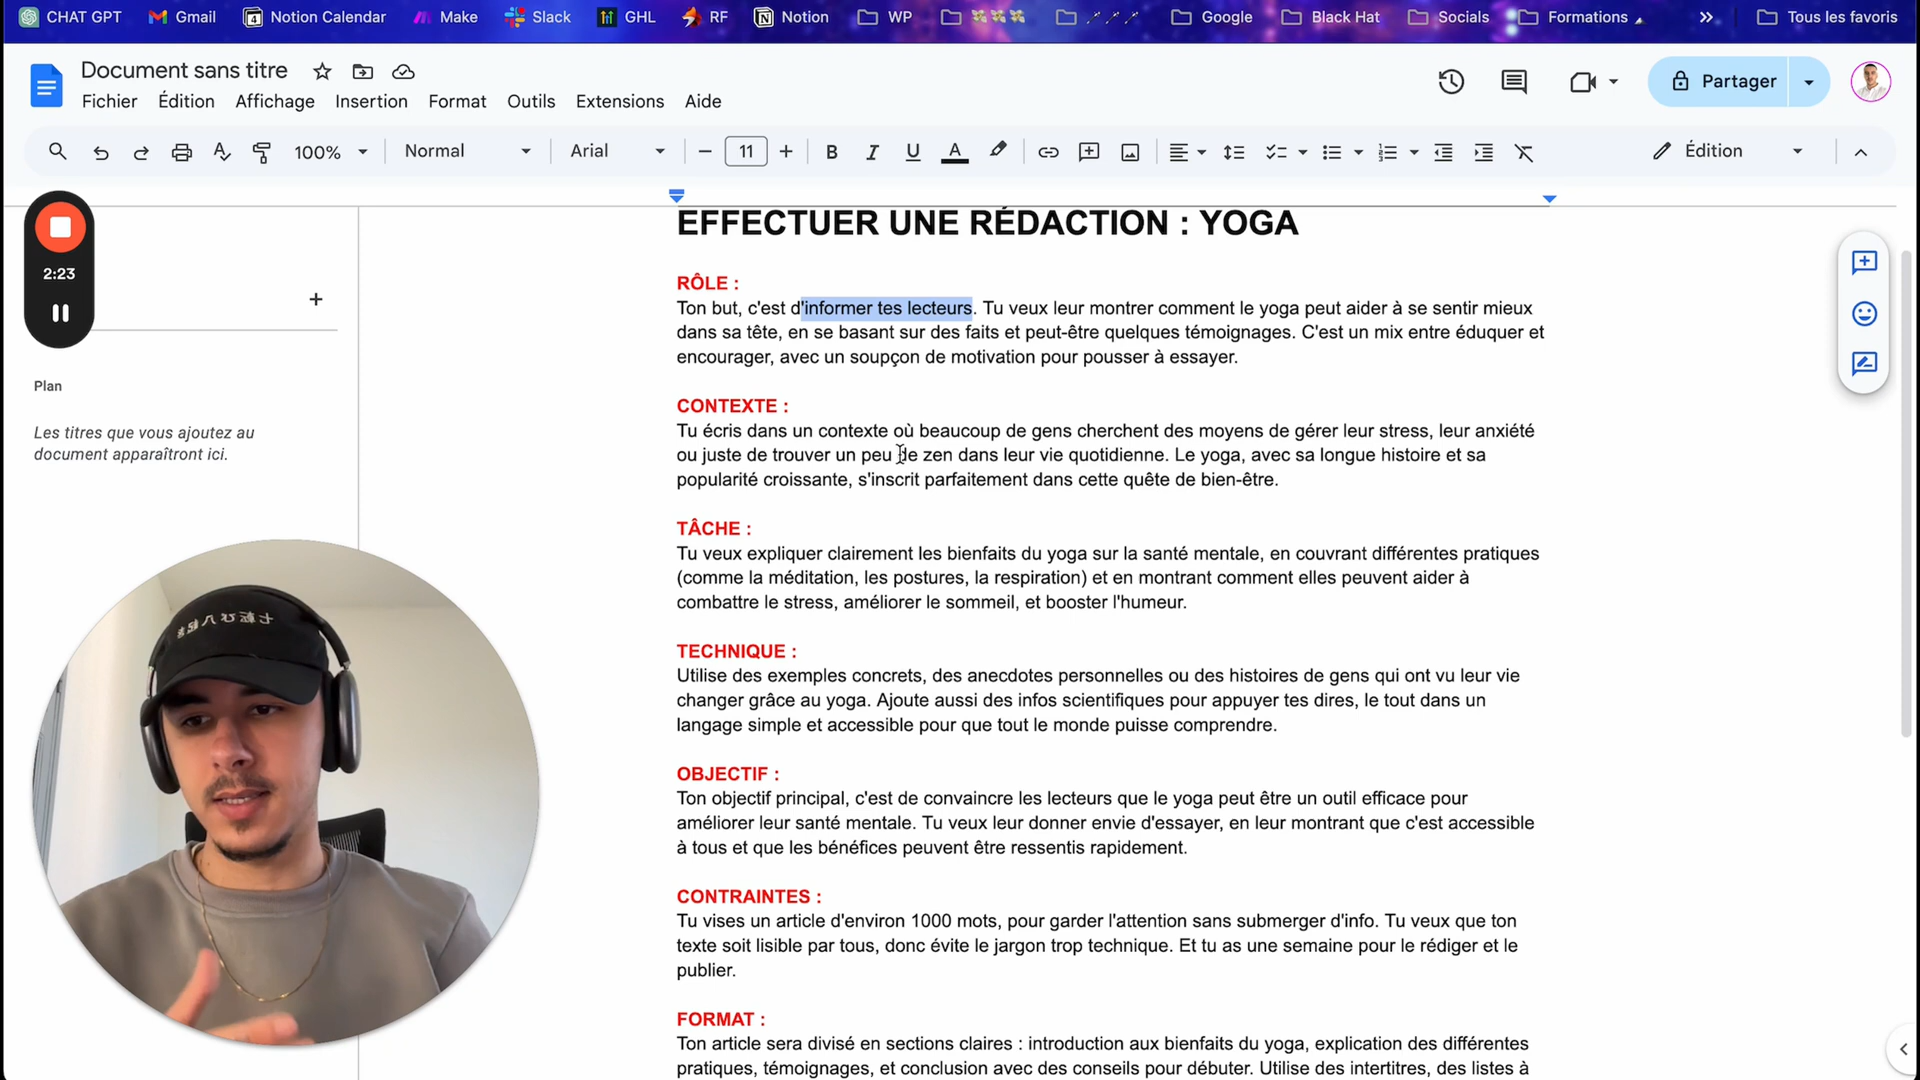 CHAT GPT Gmail Notion Calendar Make Slack GHL RF Notion WP Google Black Hat Socials Formations Tous les favoris
Document sans titre
Partager
Fichier Édition Affichage Insertion Format Outils Extensions Aide
100% Normal Arial 11 Édition
2:23
Plan
Les titres que vous ajoutez au
document apparaîtront ici.
EFFECTUER UNE RÉDACTION : YOGA
RÔLE :
Ton but, c'est d'informer tes lecteurs. Tu veux leur montrer comment le yoga peut aider à se sentir mieux
dans sa tête, en se basant sur des faits et peut-être quelques témoignages. C'est un mix entre éduquer et
encourager, avec un soupçon de motivation pour pousser à essayer.
CONTEXTE :
Tu écris dans un contexte où beaucoup de gens cherchent des moyens de gérer leur stress, leur anxiété
ou juste de trouver un peu de zen dans leur vie quotidienne. Le yoga, avec sa longue histoire et sa
popularité croissante, s'inscrit parfaitement dans cette quête de bien-être.
TÂCHE :
Tu veux expliquer clairement les bienfaits du yoga sur la santé mentale, en couvrant différentes pratiques
(comme la méditation, les postures, la respiration) et en montrant comment elles peuvent aider à
combattre le stress, améliorer le sommeil, et booster l'humeur.
TECHNIQUE :
Utilise des exemples concrets, des anecdotes personnelles ou des histoires de gens qui ont vu leur vie
changer grâce au yoga. Ajoute aussi des infos scientifiques pour appuyer tes dires, le tout dans un
langage simple et accessible pour que tout le monde puisse comprendre.
OBJECTIF :
Ton objectif principal, c'est de convaincre les lecteurs que le yoga peut être un outil efficace pour
améliorer leur santé mentale. Tu veux leur donner envie d'essayer, en leur montrant que c'est accessible
à tous et que les bénéfices peuvent être ressentis rapidement.
CONTRAINTES :
Tu vises un article d'environ 1000 mots, pour garder l'attention sans submerger d'info. Tu veux que ton
texte soit lisible par tous, donc évite le jargon trop technique. Et tu as une semaine pour le rédiger et le
publier.
FORMAT :
Ton article sera divisé en sections claires : introduction aux bienfaits du yoga, explication des différentes
pratiques, témoignages, et conclusion avec des conseils pour débuter. Utilise des intertitres, des listes à